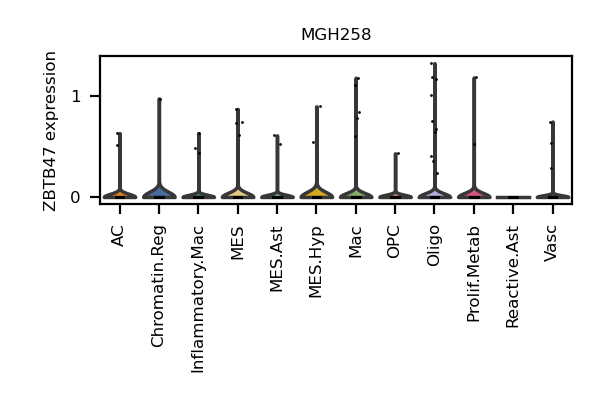 MGH258
ZBTB47 expression
1
0
AC
Chromatin.Reg
Inflammatory.Mac
MES
MES.Ast
MES.Hyp
Mac
OPC
Oligo
Prolif.Metab
Reactive.Ast
Vasc